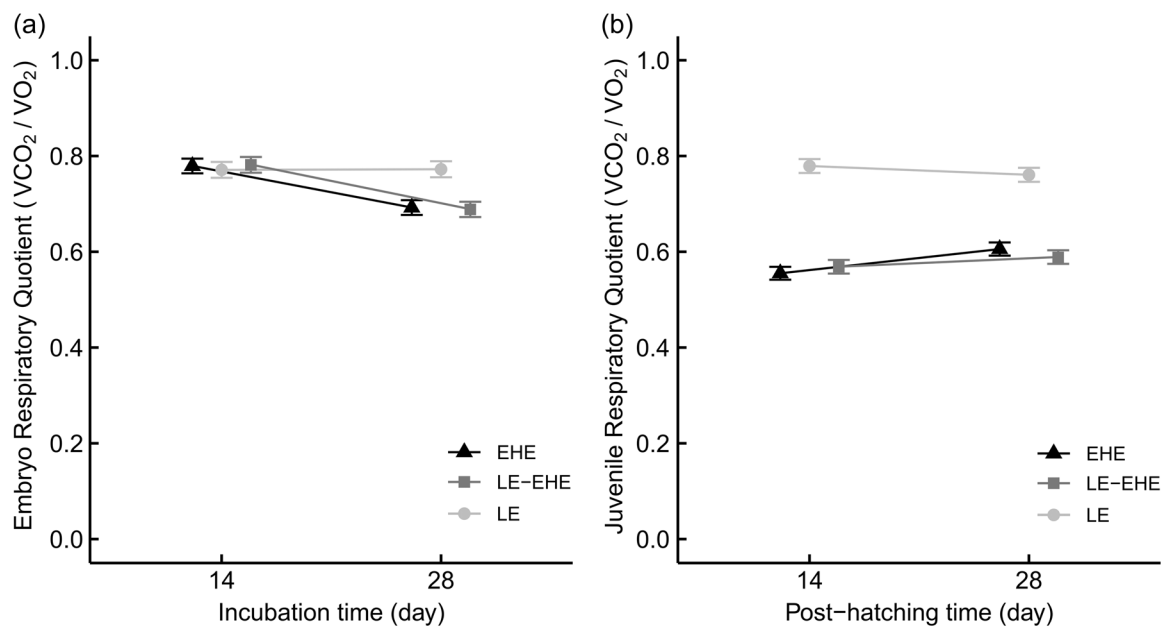 (a)
Embryo Respiratory Quotient ( VCO₂ / VO₂)
1.0
0.8
0.6
0.4
0.2
0.0
EHE
LE−EHE
LE
14 28
Incubation time (day)
(b)
Juvenile Respiratory Quotient ( VCO₂ / VO₂)
1.0
0.8
0.6
0.4
0.2
0.0
EHE
LE−EHE
LE
14 28
Post−hatching time (day)